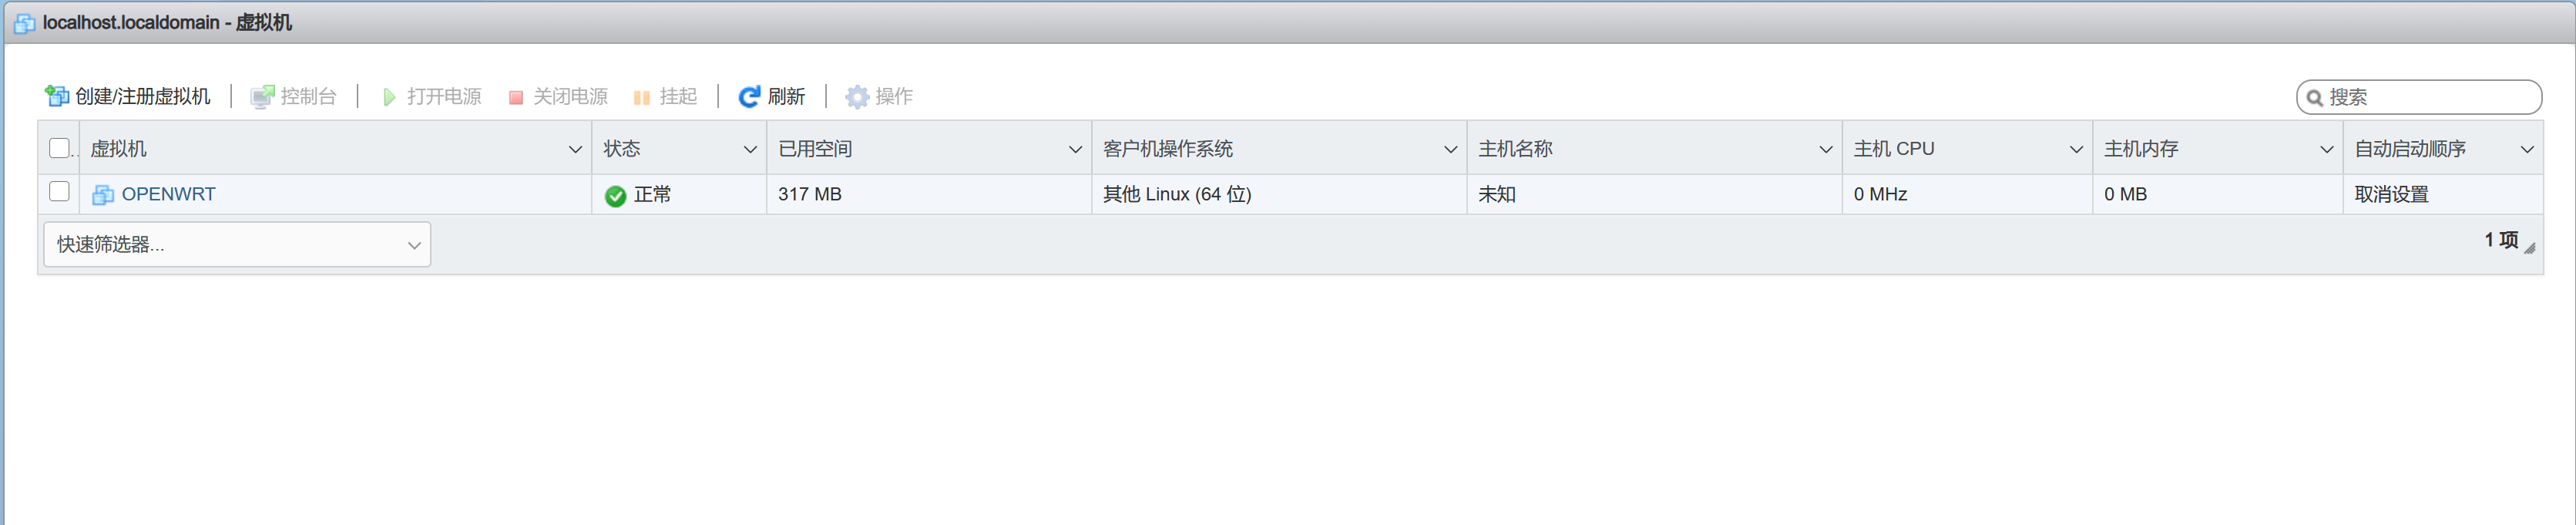 localhost.localdomain - 虚拟机
创建/注册虚拟机 控制台 打开电源 关闭电源 挂起 刷新 操作 搜索
虚拟机 状态 已用空间 客户机操作系统 主机名称 主机 CPU 主机内存 自动启动顺序
OPENWRT 正常 317 MB 其他 Linux (64 位) 未知 0 MHz 0 MB 取消设置
快速筛选器... 1 项